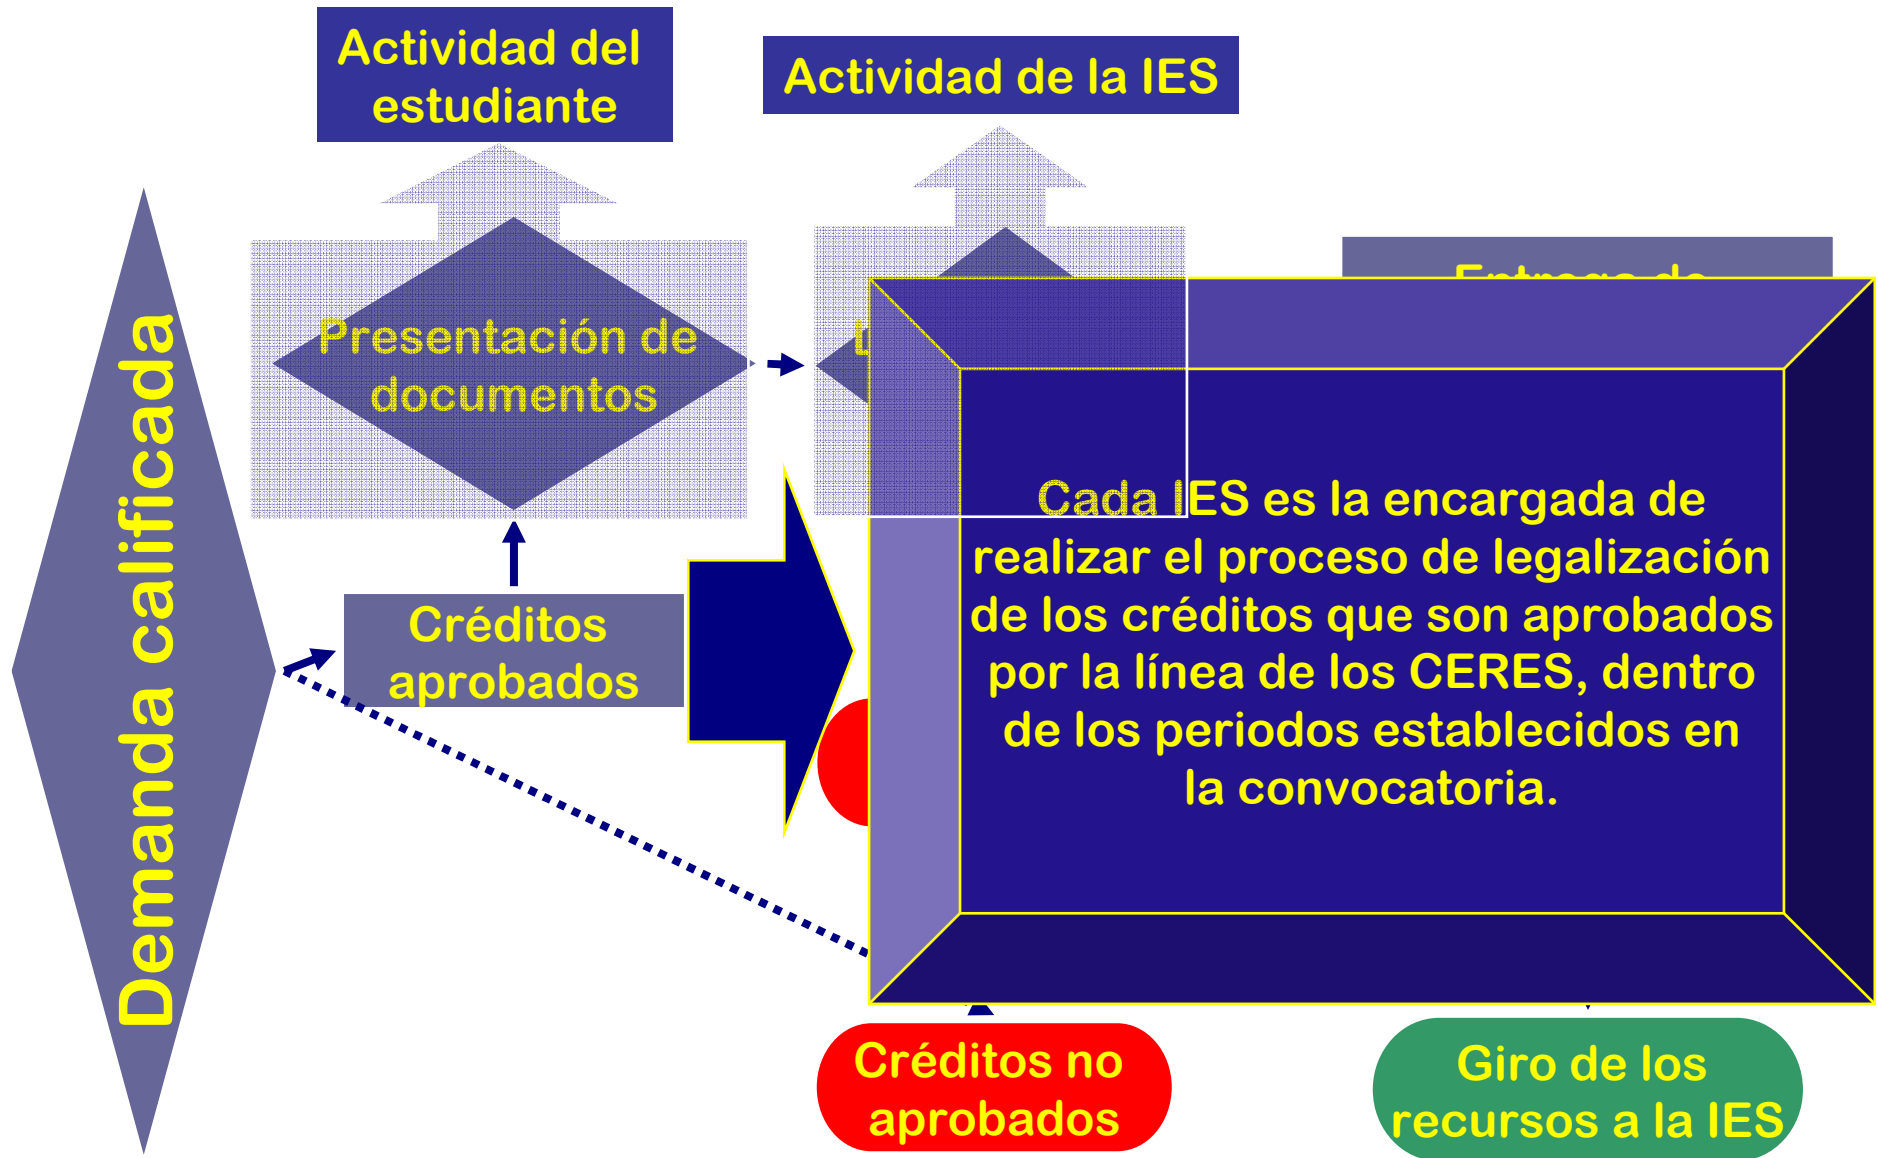 Actividad del
estudiante
Actividad de la IES
Entrega de
Presentación de
documentos
Demanda calificada
Créditos
aprobados
Cada IES es la encargada de
realizar el proceso de legalización
de los créditos que son aprobados
por la línea de los CERES, dentro
de los periodos establecidos en
la convocatoria.
Créditos no
aprobados
Giro de los
recursos a la IES